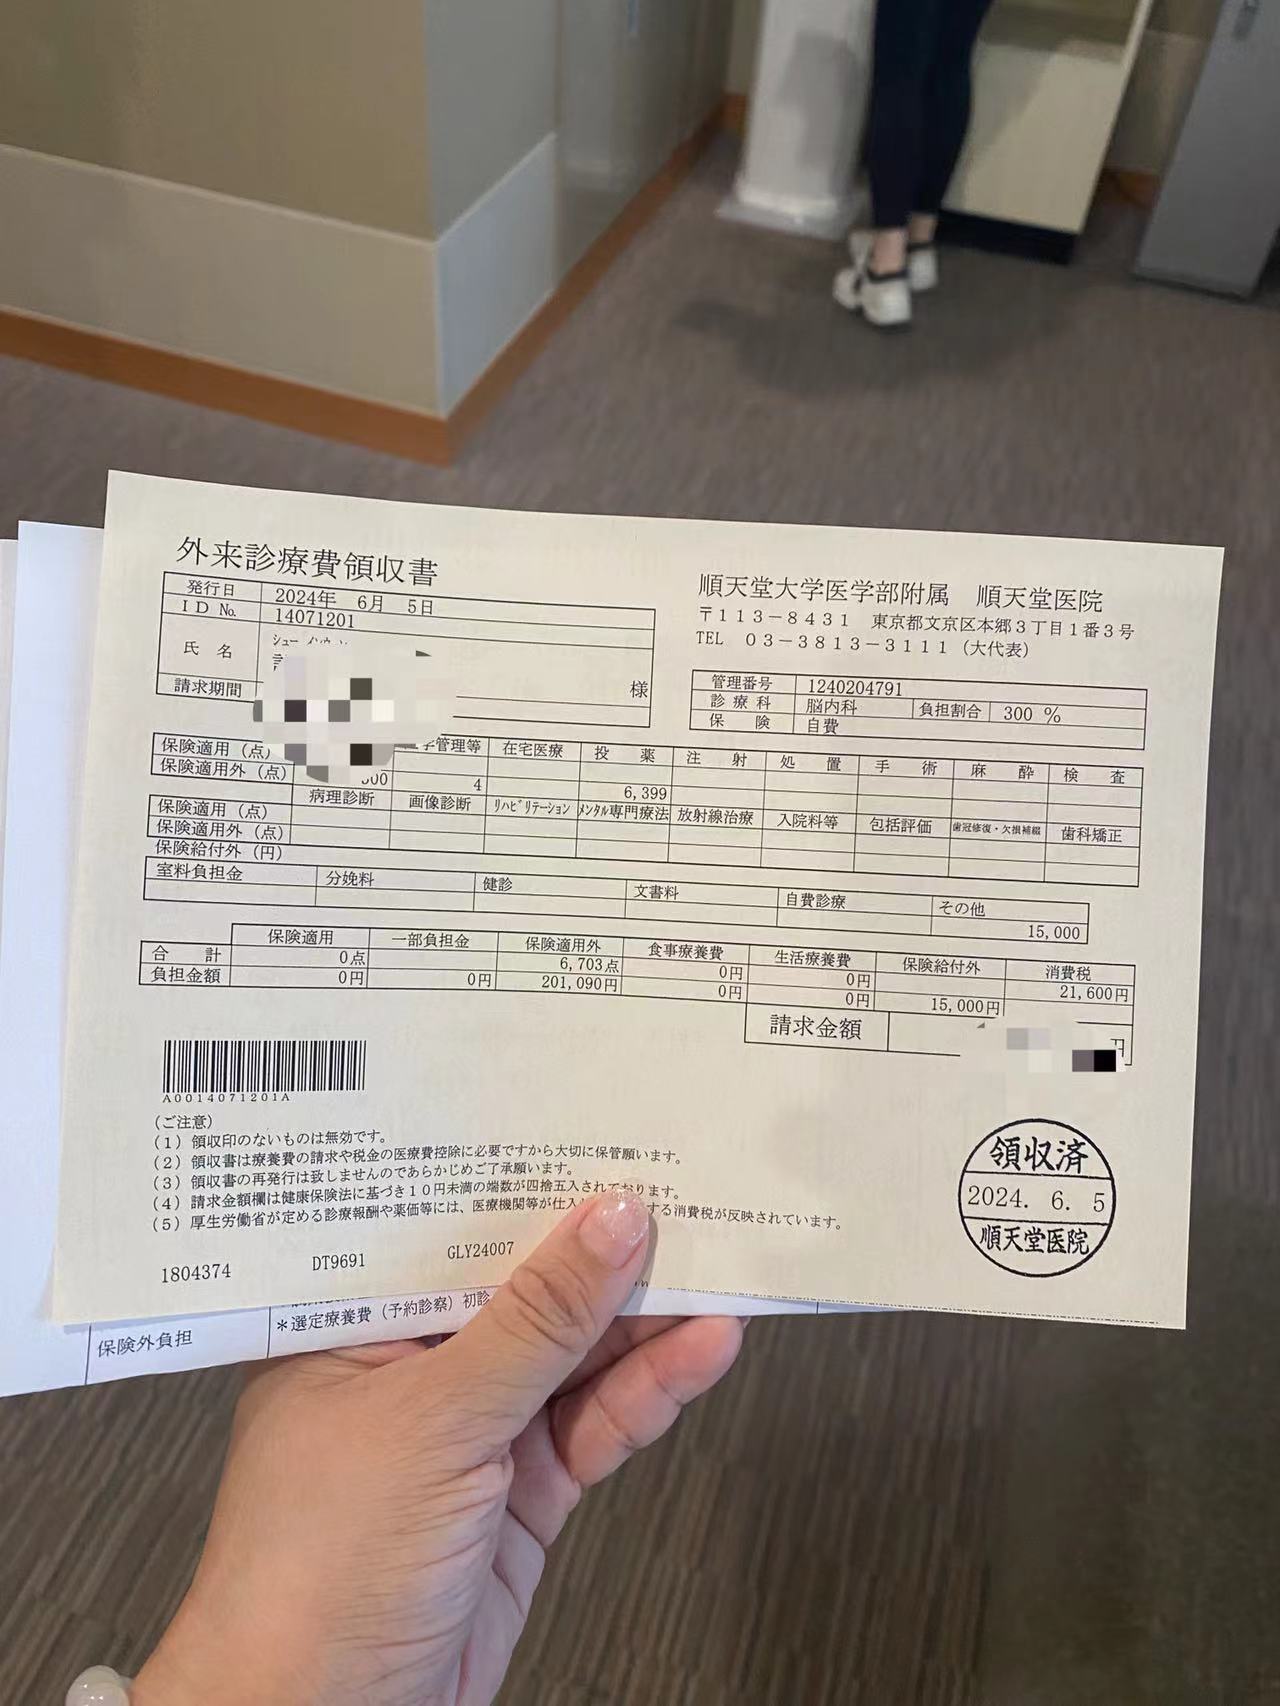 外来診療費領収書
発行日 2024年 6月 5日
ＩＤ No. 14071201
氏 名
様
請求期間
順天堂大学医学部附属 順天堂医院
〒１１３－８４３１ 東京都文京区本郷３丁目１番３号
TEL ０３－３８１３－３１１１（大代表）
管理番号 1240204791
診 療 科 脳内科 負担割合 300 %
保 険 自費
学管理等 在宅医療 投 薬 注 射 処 置 手 術 麻 酔 検 査
保険適用（点）
保険適用外（点） 4 6,399
病理診断 画像診断 ﾘﾊﾋﾞﾘﾃｰｼｮﾝ ﾒﾝﾀﾙ専門療法 放射線治療 入院料等 包括評価 歯冠修復・欠損補綴 歯科矯正
保険適用（点）
保険適用外（点）
保険給付外（円）
室料負担金 分娩料 健診 文書料 自費診療 その他
15,000
保険適用 一部負担金 保険適用外 食事療養費 生活療養費 保険給付外 消費税
合 計 0点 6,703点 0円 0円 21,600円
負担金額 0円 0円 201,090円 0円 0円 15,000円
請求金額 円
A0014071201A
（ご注意）
（１）領収印のないものは無効です。
（２）領収書は療養費の請求や税金の医療費控除に必要ですから大切に保管願います。
（３）領収書の再発行は致しませんのであらかじめご了承願います。
（４）請求金額欄は健康保険法に基づき１０円未満の端数が四捨五入されております。
（５）厚生労働省が定める診療報酬や薬価等には、医療機関等が仕入 する消費税が反映されています。
領収済
2024. 6. 5
順天堂医院
1804374 DT9691 GLY24007
保険外負担
＊選定療養費（予約診察）初診